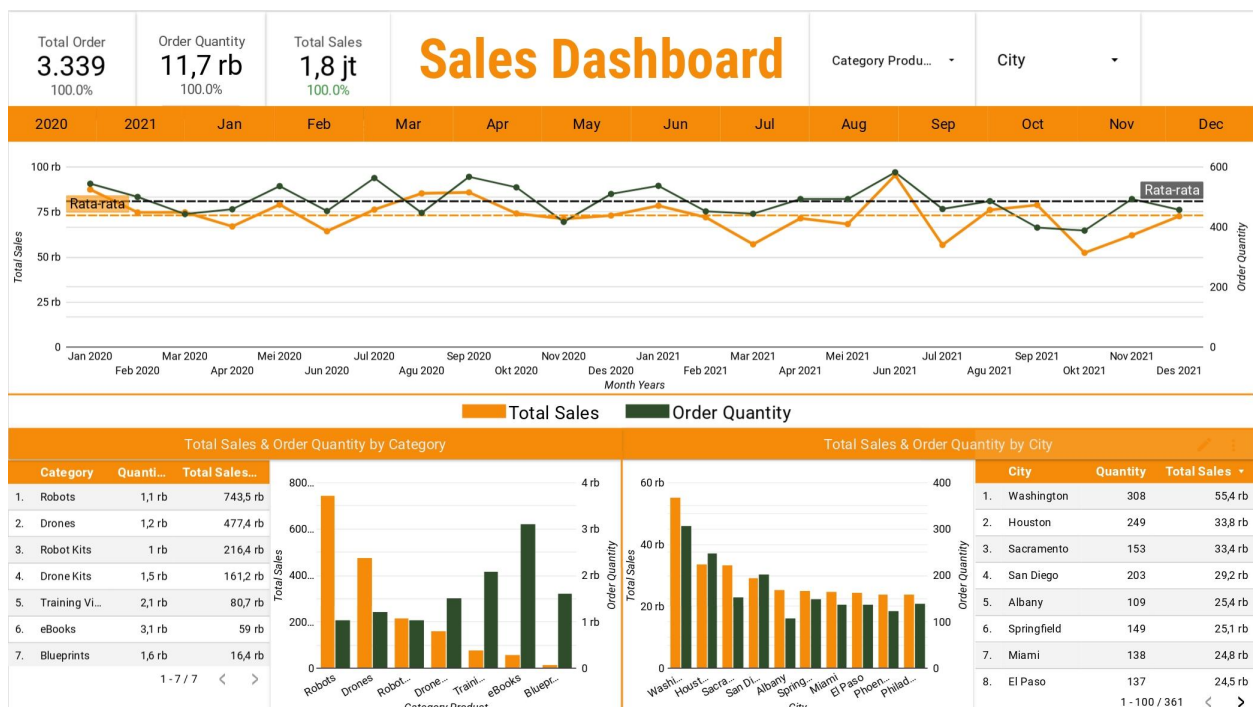 Total Order
3.339
100.0%
Order Quantity
11,7 rb
100.0%
Total Sales
1,8 jt
100.0%
Sales Dashboard
Category Produ...
City
2020 2021 Jan Feb Mar Apr May Jun Jul Aug Sep Oct Nov Dec
100 rb
75 rb
50 rb
25 rb
0
Total Sales
Rata-rata
Rata-rata
600
400
200
0
Order Quantity
Jan 2020 Mar 2020 Mei 2020 Jul 2020 Sep 2020 Nov 2020 Jan 2021 Mar 2021 Mei 2021 Jul 2021 Sep 2021 Nov 2021
Feb 2020 Apr 2020 Jun 2020 Agu 2020 Okt 2020 Des 2020 Feb 2021 Apr 2021 Jun 2021 Agu 2021 Okt 2021 Des 2021
Month Years
Total Sales Order Quantity
Total Sales & Order Quantity by Category
Category Quanti... Total Sales...
1. Robots 1,1 rb 743,5 rb
2. Drones 1,2 rb 477,4 rb
3. Robot Kits 1 rb 216,4 rb
4. Drone Kits 1,5 rb 161,2 rb
5. Training Vi... 2,1 rb 80,7 rb
6. eBooks 3,1 rb 59 rb
7. Blueprints 1,6 rb 16,4 rb
1 - 7 / 7
800...
600...
400...
200...
0
Total Sales
4 rb
3 rb
2 rb
1 rb
0
Order Quantity
Robots Drones Robot... Drone... Traini... eBooks Bluepr...
Category Product
Total Sales & Order Quantity by City
60 rb
40 rb
20 rb
0
Total Sales
400
300
200
100
0
Order Quantity
Washi... Houst... Sacra... San Di... Albany Spring... Miami El Paso Phoen... Philad...
City
City Quantity Total Sales
1. Washington 308 55,4 rb
2. Houston 249 33,8 rb
3. Sacramento 153 33,4 rb
4. San Diego 203 29,2 rb
5. Albany 109 25,4 rb
6. Springfield 149 25,1 rb
7. Miami 138 24,8 rb
8. El Paso 137 24,5 rb
1 - 100 / 361